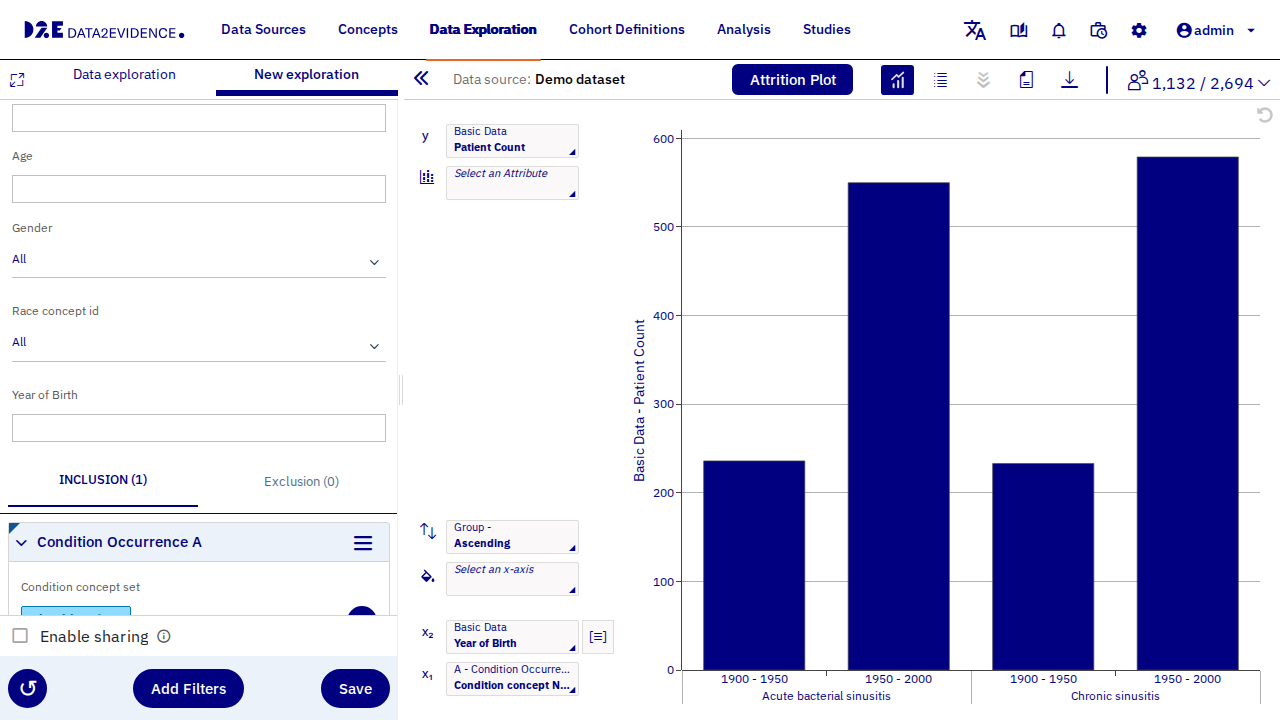 D2E DATA2EVIDENCE.
Data Sources
Concepts
Data Exploration
Cohort Definitions
Analysis
Studies
admin
Data exploration
New exploration
Data source: Demo dataset
Attrition Plot
1,132 / 2,694
Age
Gender
All
Race concept id
All
Year of Birth
INCLUSION (1)
Exclusion (0)
Condition Occurrence A
Condition concept set
Enable sharing
Add Filters
Save
y
Basic Data
Patient Count
Select an Attribute
Group -
Ascending
Select an x-axis
x₂
Basic Data
Year of Birth
[≡]
x₁
A - Condition Occurre...
Condition concept N...
Basic Data - Patient Count
600
500
400
300
200
100
0
1900 - 1950
1950 - 2000
1900 - 1950
1950 - 2000
Acute bacterial sinusitis
Chronic sinusitis